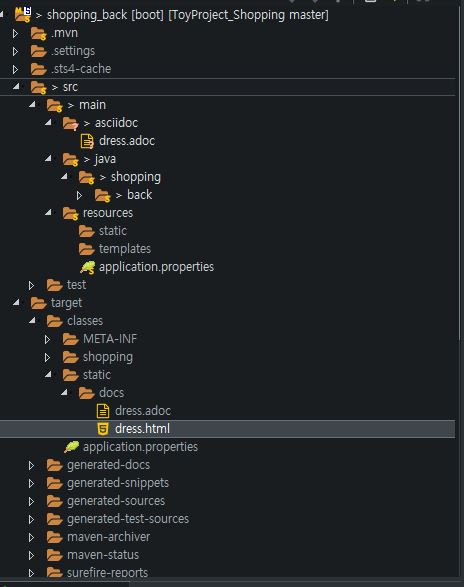 > shopping_back [boot] [ToyProject_Shopping master]
.mvn
.settings
.sts4-cache
> src
> main
> asciidoc
dress.adoc
> java
> shopping
> back
resources
static
templates
application.properties
test
target
classes
META-INF
shopping
static
docs
dress.adoc
dress.html
application.properties
generated-docs
generated-snippets
generated-sources
generated-test-sources
maven-archiver
maven-status
surefire-reports